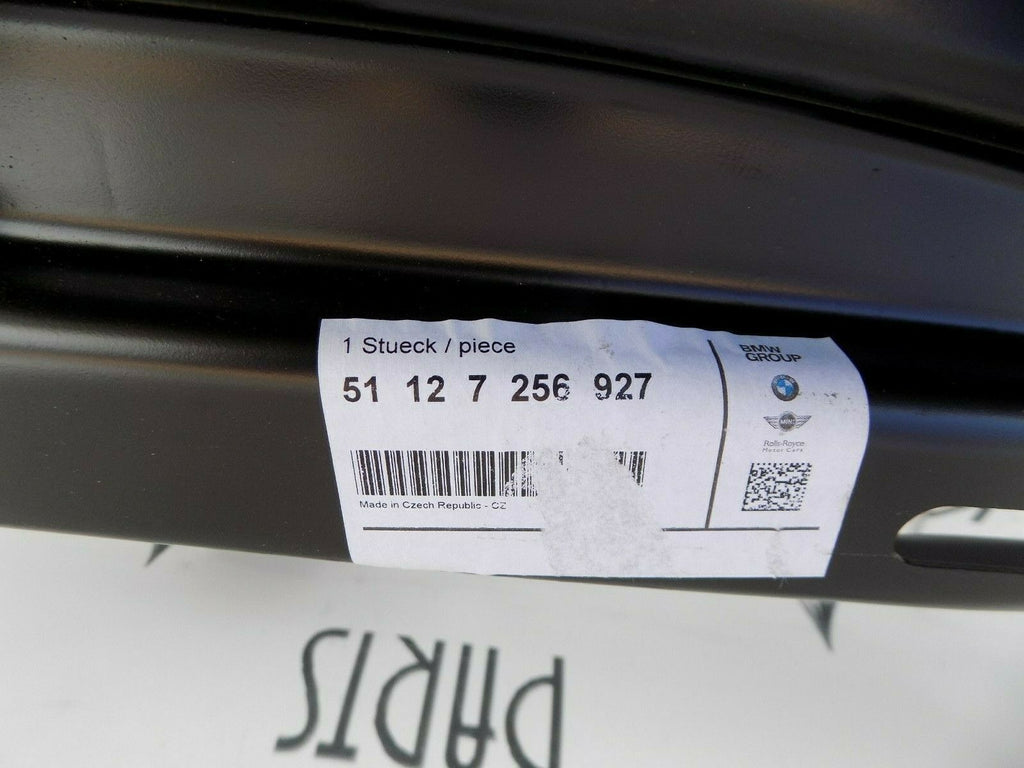 1 Stueck / piece
51 12 7 256 927
Made in Czech Republic - CZ
BMW
GROUP
MINI
Rolls-Royce
Motor Cars
PARTS